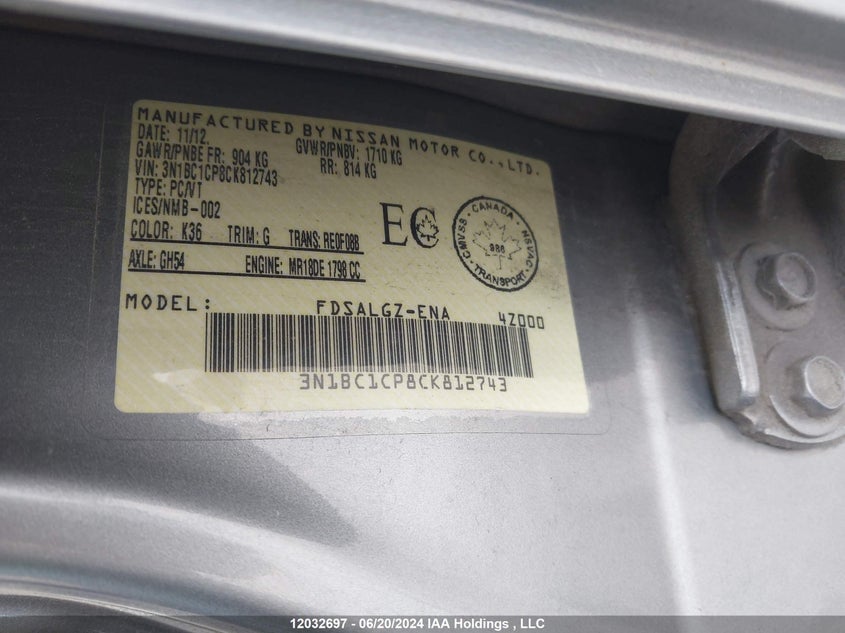 MANUFACTURED BY NISSAN MOTOR CO., LTD.
DATE: 11/12. GVWR/PNBV: 1710 KG
GAWR/PNBE FR: 904 KG RR: 814 KG
VIN: 3N1BC1CP8CK812743
TYPE: PC/VT
ICES/NMB-002
COLOR: K36 TRIM: G TRANS: RE0F08B
AXLE: GH54 ENGINE: MR18DE 1798 CC
EC
CANADA
CMVSS NSVAC
TRANSPORT
MODEL: FDSALGZ-ENA 4Z000
3N1BC1CP8CK812743
12032697 - 06/20/2024 IAA Holdings , LLC